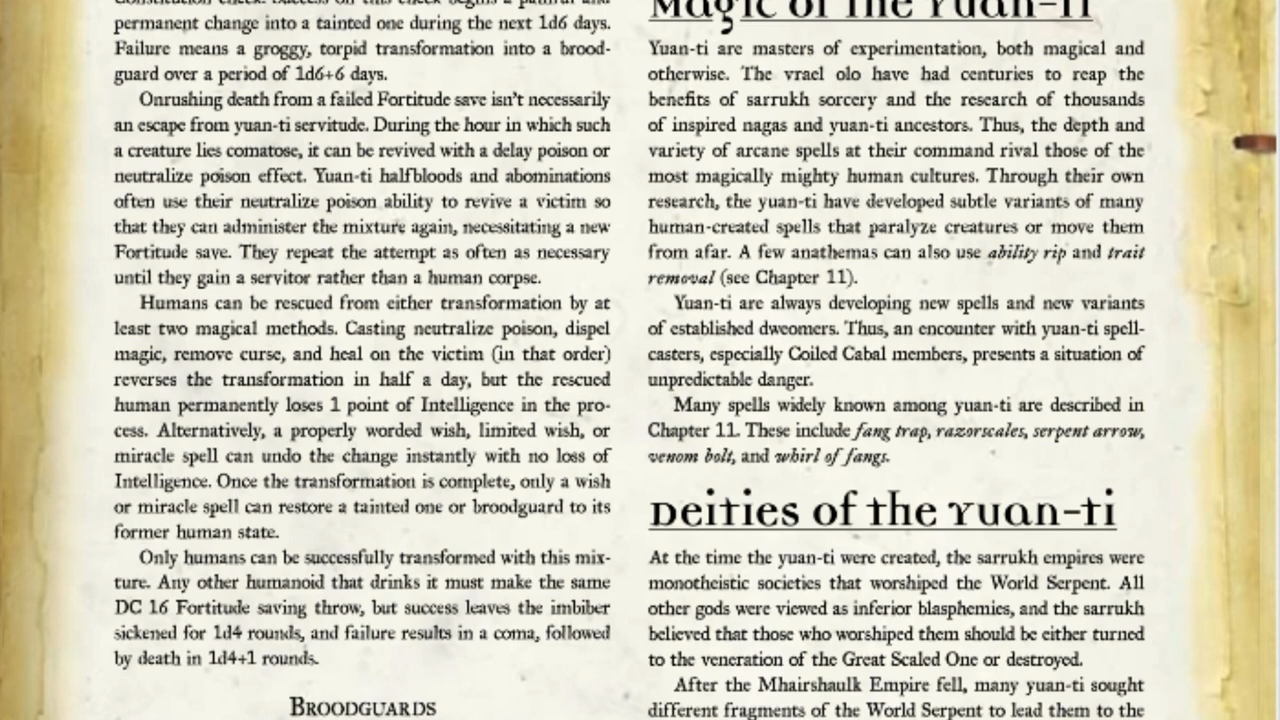 Constitution check. Success on this check begins a painful and
permanent change into a tainted one during the next 1d6 days.
Failure means a groggy, torpid transformation into a brood-
guard over a period of 1d6+6 days.
Onrushing death from a failed Fortitude save isn't necessarily
an escape from yuan-ti servitude. During the hour in which such
a creature lies comatose, it can be revived with a delay poison or
neutralize poison effect. Yuan-ti halfbloods and abominations
often use their neutralize poison ability to revive a victim so
that they can administer the mixture again, necessitating a new
Fortitude save. They repeat the attempt as often as necessary
until they gain a servitor rather than a human corpse.
Humans can be rescued from either transformation by at
least two magical methods. Casting neutralize poison, dispel
magic, remove curse, and heal on the victim (in that order)
reverses the transformation in half a day, but the rescued
human permanently loses 1 point of Intelligence in the pro-
cess. Alternatively, a properly worded wish, limited wish, or
miracle spell can undo the change instantly with no loss of
Intelligence. Once the transformation is complete, only a wish
or miracle spell can restore a tainted one or broodguard to its
former human state.
Only humans can be successfully transformed with this mix-
ture. Any other humanoid that drinks it must make the same
DC 16 Fortitude saving throw, but success leaves the imbiber
sickened for 1d4 rounds, and failure results in a coma, followed
by death in 1d4+1 rounds.
BROODGUARDS
Magic of the Yuan-ti
Yuan-ti are masters of experimentation, both magical and
otherwise. The vrael olo have had centuries to reap the
benefits of sarrukh sorcery and the research of thousands
of inspired nagas and yuan-ti ancestors. Thus, the depth and
variety of arcane spells at their command rival those of the
most magically mighty human cultures. Through their own
research, the yuan-ti have developed subtle variants of many
human-created spells that paralyze creatures or move them
from afar. A few anathemas can also use ability rip and trait
removal (see Chapter 11).
Yuan-ti are always developing new spells and new variants
of established dweomers. Thus, an encounter with yuan-ti spell-
casters, especially Coiled Cabal members, presents a situation of
unpredictable danger.
Many spells widely known among yuan-ti are described in
Chapter 11. These include fang trap, razorscales, serpent arrow,
venom bolt, and whirl of fangs.
Deities of the Yuan-ti
At the time the yuan-ti were created, the sarrukh empires were
monotheistic societies that worshiped the World Serpent. All
other gods were viewed as inferior blasphemies, and the sarrukh
believed that those who worshiped them should be either turned
to the veneration of the Great Scaled One or destroyed.
After the Mhairshaulk Empire fell, many yuan-ti sought
different fragments of the World Serpent to lead them to the